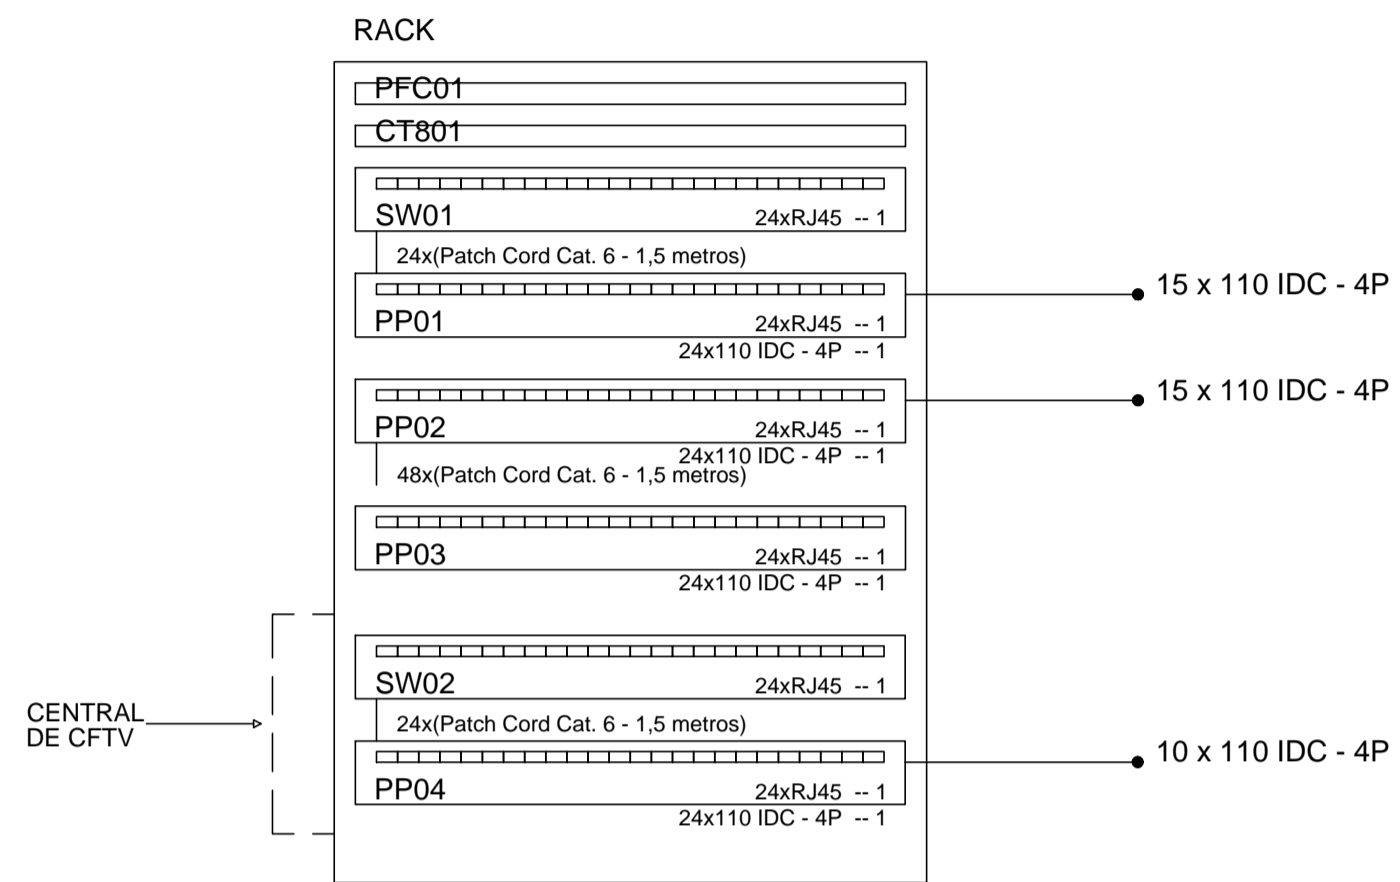 RACK
PFC01
CT801
SW01
24xRJ45 -- 1
24x(Patch Cord Cat. 6 - 1,5 metros)
PP01
24xRJ45 -- 1
24x110 IDC - 4P -- 1
15 x 110 IDC - 4P
PP02
24xRJ45 -- 1
24x110 IDC - 4P -- 1
15 x 110 IDC - 4P
48x(Patch Cord Cat. 6 - 1,5 metros)
PP03
24xRJ45 -- 1
24x110 IDC - 4P -- 1
SW02
24xRJ45 -- 1
CENTRAL
DE CFTV
24x(Patch Cord Cat. 6 - 1,5 metros)
PP04
24xRJ45 -- 1
24x110 IDC - 4P -- 1
10 x 110 IDC - 4P